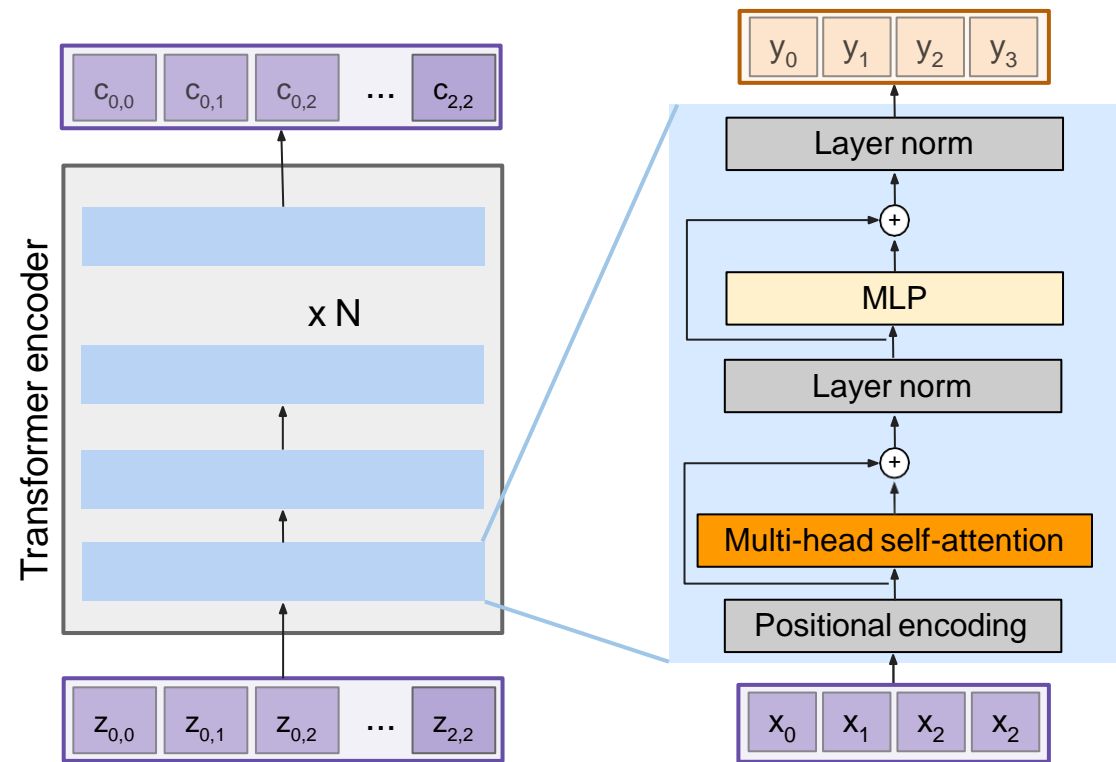 c0,0 c0,1 c0,2 ... c2,2
Transformer encoder
x N
z0,0 z0,1 z0,2 ... z2,2
y0 y1 y2 y3
Layer norm
+
MLP
Layer norm
+
Multi-head self-attention
Positional encoding
x0 x1 x2 x2